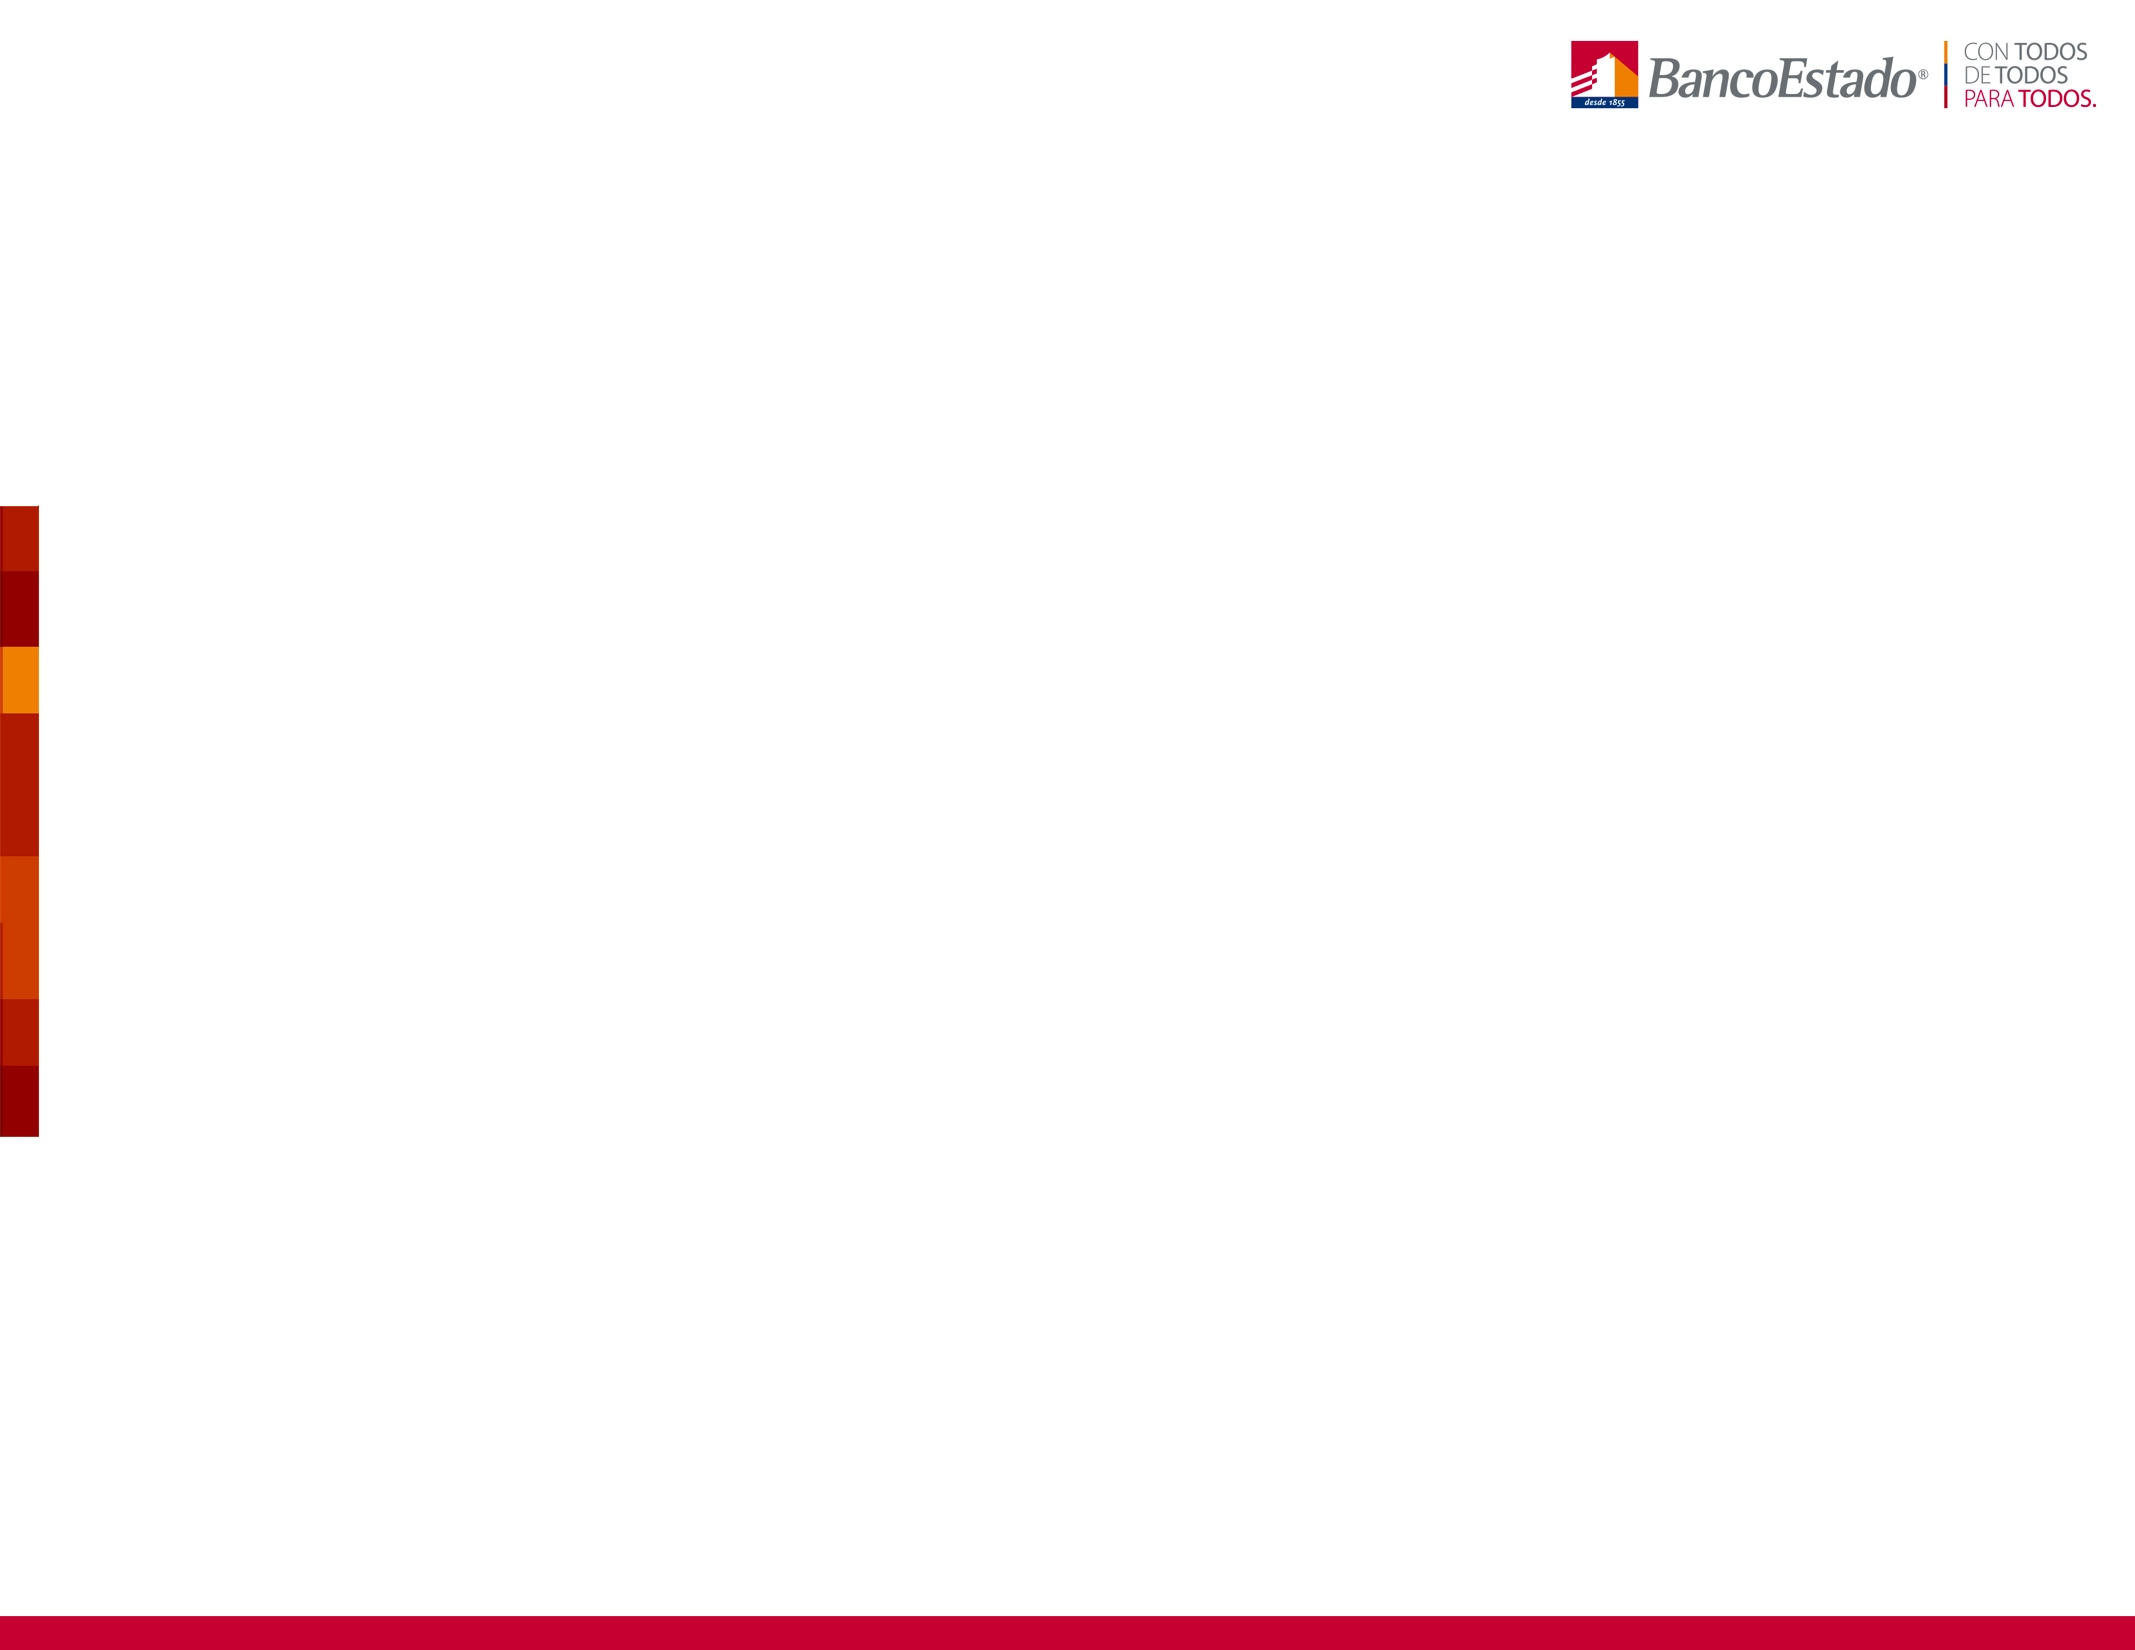 desde 1855
BancoEstado®
CON TODOS
DE TODOS
PARA TODOS.